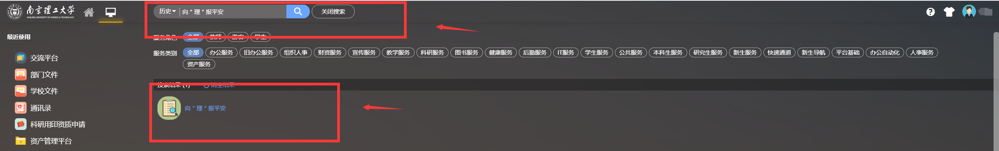 南京理工大学
NANJING UNIVERSITY OF SCIENCE & TECHNOLOGY
历史 向 " 理 " 报平安 关闭搜索
最近使用
交流平台
部门文件
学校文件
通讯录
科研用印资质申请
资产管理平台
服务角色 全部 教师 游客 学生
服务类别 全部 办公服务 旧办公服务 组织人事 财资服务 宣传服务 教学服务 科研服务 图书服务 健康服务 后勤服务 IT服务 学生服务 公共服务 本科生服务 研究生服务 新生服务 快速通道 新生导航 平台基础 办公自动化 人事服务
资产服务
搜索结果 (1) 清空结果
向 " 理 " 报平安